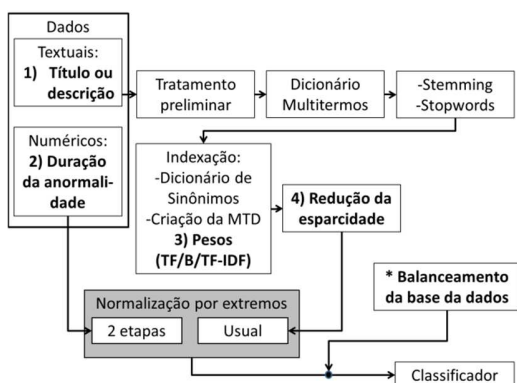 Dados
Textuais:
1) Título ou
descrição
Tratamento
preliminar
Dicionário
Multitermos
-Stemming
-Stopwords
Numéricos:
2) Duração
da anormali-
dade
Indexação:
-Dicionário de
Sinônimos
-Criação da MTD
3) Pesos
(TF/B/TF-IDF)
4) Redução da
esparcidade
* Balanceamento
da base da dados
Normalização por extremos
2 etapas
Usual
Classificador